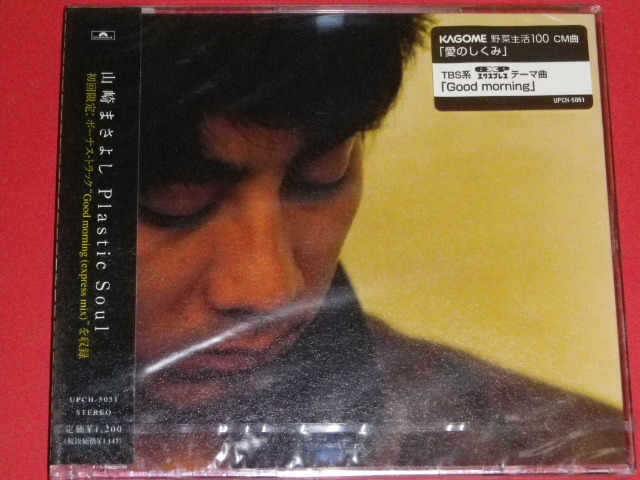 山崎まさよし Plastic Soul
初回限定:ボーナス・トラック"Good morning (express mix)"を収録
UPCH-5051
STEREO
定価¥1,200
(税抜価格¥1,143)
KAGOME 野菜生活100 CM曲
「愛のしくみ」
TBS系 エクスプレス テーマ曲
「Good morning」
UPCH-5051